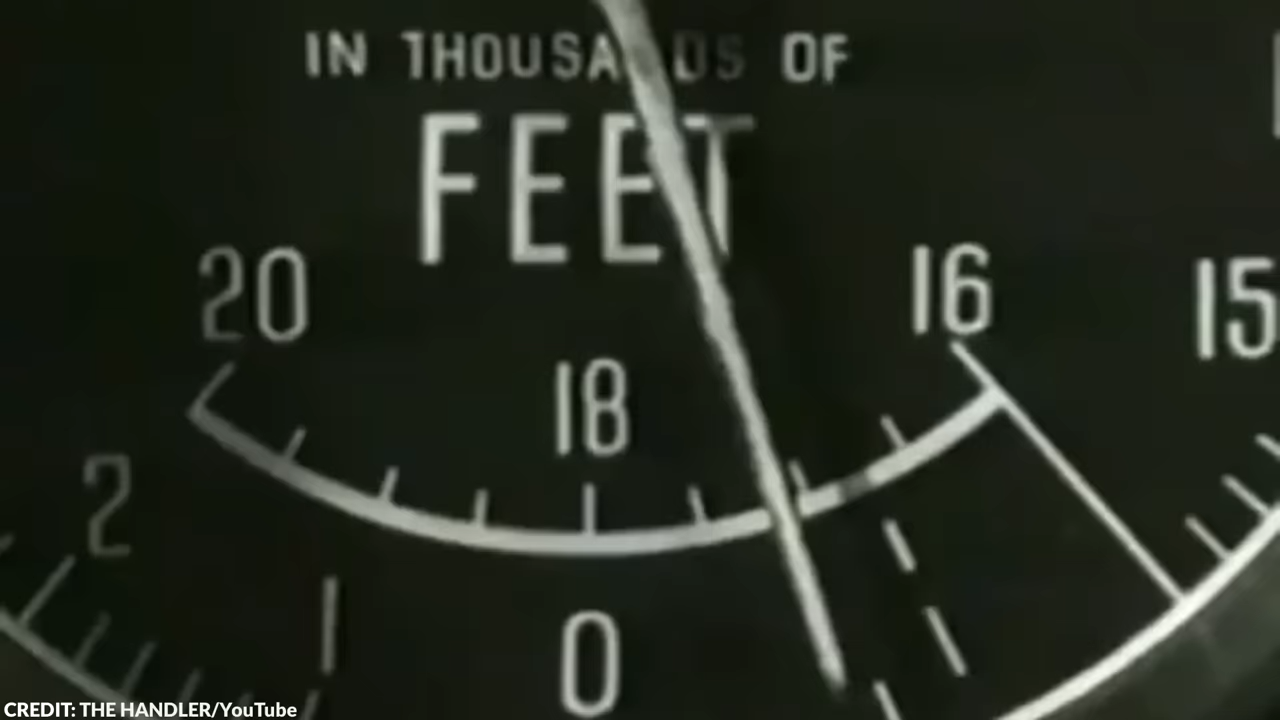 IN THOUSANDS OF
FEET
20 16 15
18
2
0
CREDIT: THE HANDLER/YouTube